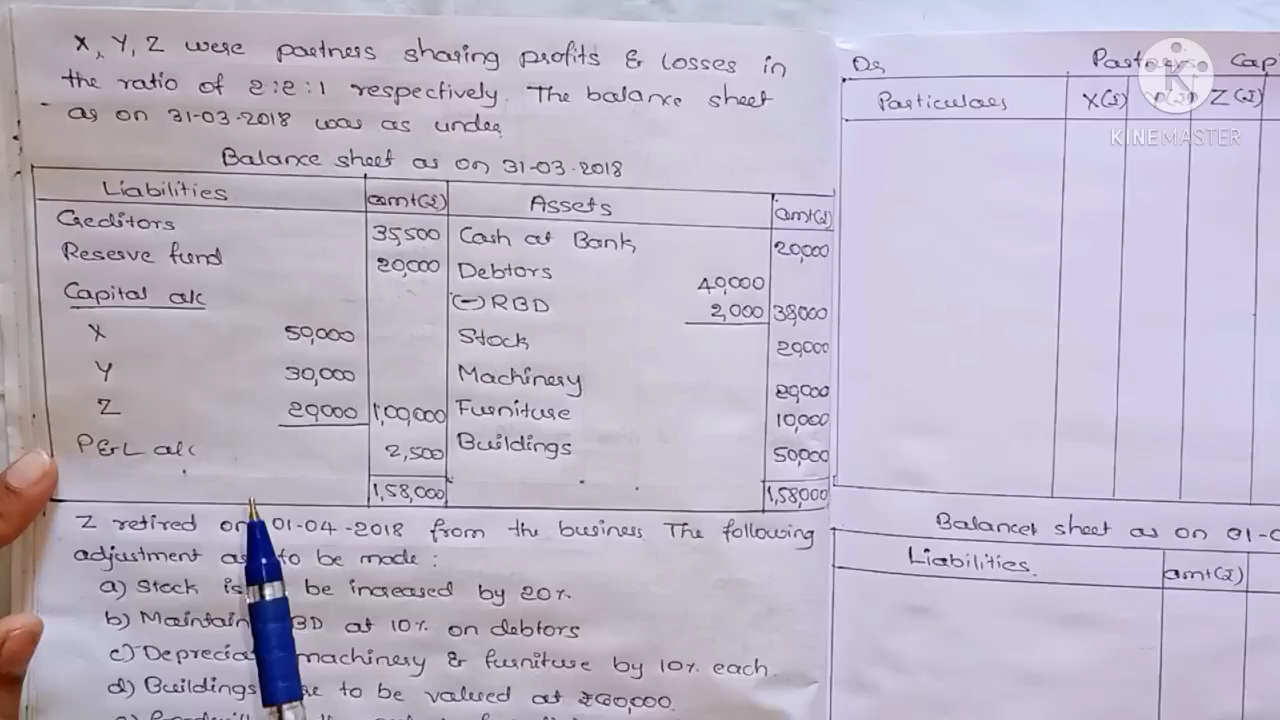 X, Y, Z were partners sharing profits & losses in
the ratio of 2:2:1 respectively. The balance sheet
as on 31-03-2018 was as under
Balance sheet as on 31-03-2018
Liabilities amt(₹) Assets amt(₹)
Creditors 35,500 Cash at Bank 20,000
Reserve fund 20,000 Debtors 40,000
Capital a/c (-) RBD 2,000 38,000
X 50,000 Stock 20,000
Y 30,000 Machinery 20,000
Z 20,000 1,00,000 Furniture 10,000
P&L a/c 2,500 Buildings 50,000
1,58,000 1,58,000
Z retired on 01-04-2018 from the business The following
adjustment as to be made:
a) Stock is be increased by 20%
b) Maintain BD at 10% on debtors
c) Deprecia machinery & furniture by 10% each.
d) Buildings to be valued at ₹60,000.
Dr Partner Cap
Particulars X(₹) Y(₹) Z(₹)
KINEMASTER
Balance sheet as on 01-0
Liabilities. amt(₹)